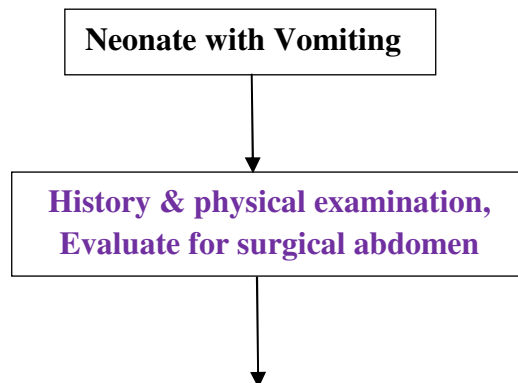 Neonate with Vomiting
History & physical examination,
Evaluate for surgical abdomen